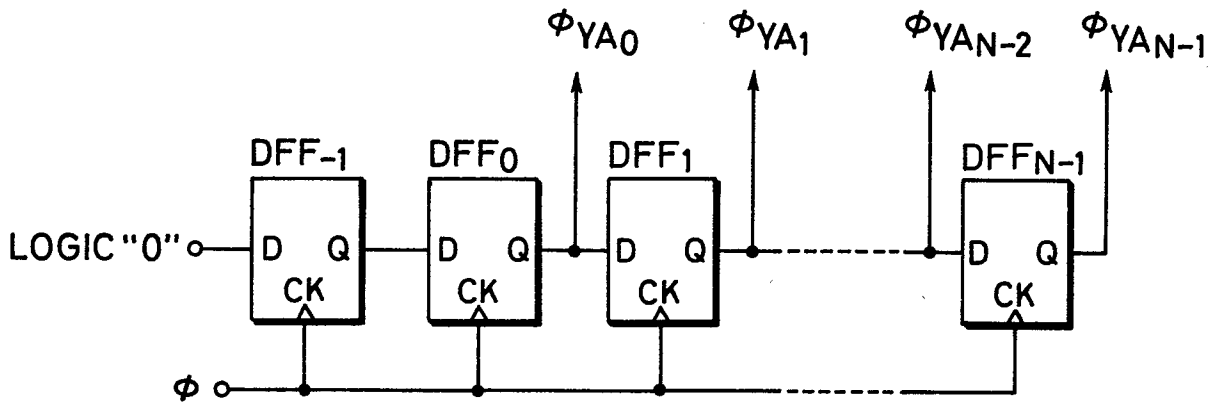 ϕYA0 ϕYA1 ϕYAN-2 ϕYAN-1
DFF-1 DFF0 DFF1 DFFN-1
LOGIC "0" D Q D Q D Q D Q
CK CK CK CK
ϕ